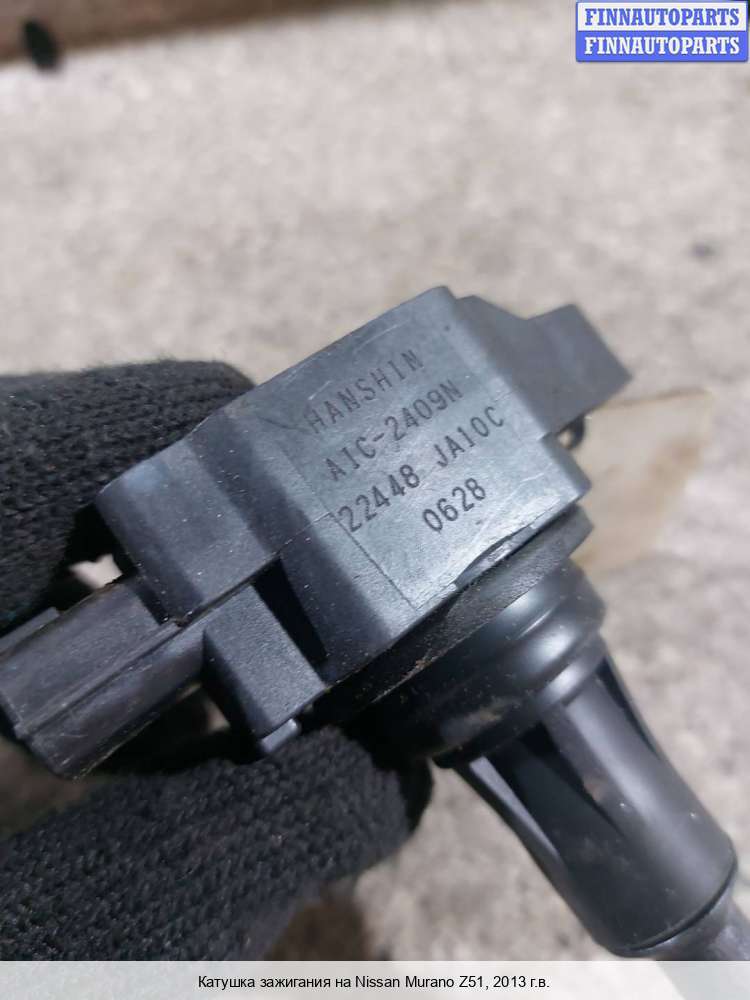 FINNAUTOPARTS
FINNAUTOPARTS
HANSHIN
AIC-2409N
22448 JA10C
0628
Катушка зажигания на Nissan Murano Z51, 2013 г.в.